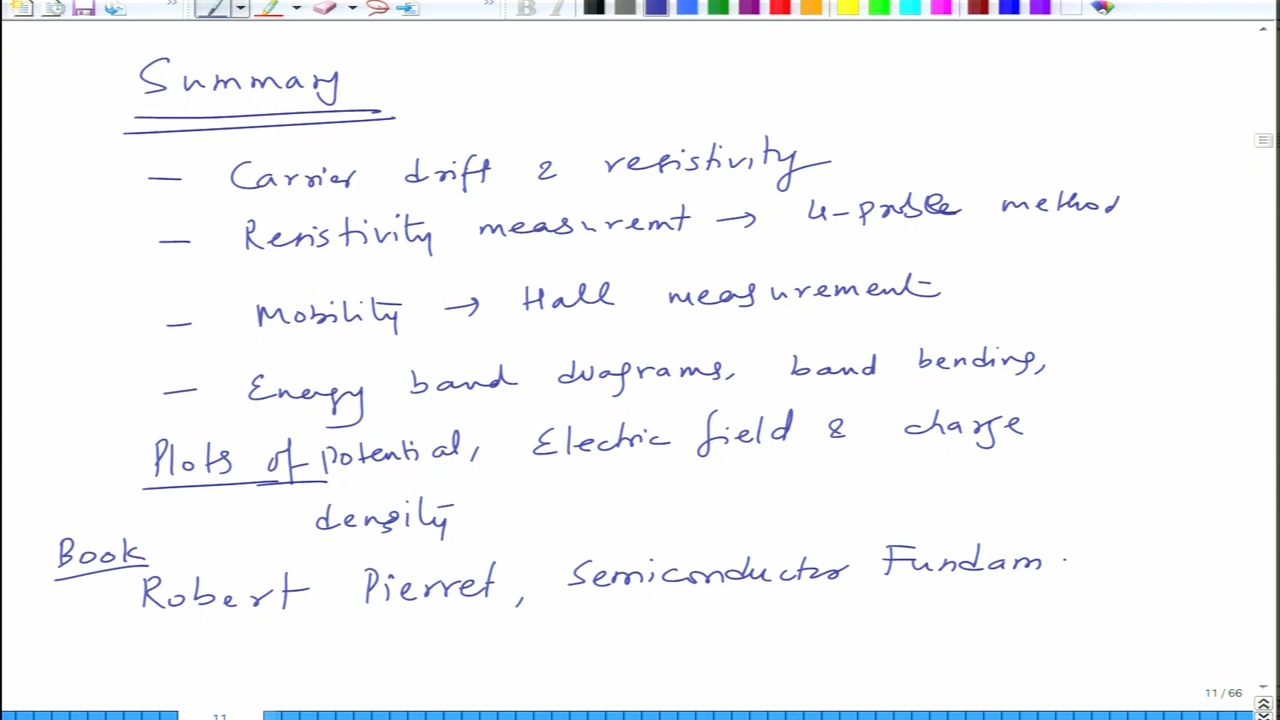 Summary
— Carrier drift & resistivity
— Resistivity measuremt → 4-probe method
— Mobility → Hall measurement
— Energy band diagrams, band bending,
Plots of potential, Electric field & charge
density
Book
Robert Pierret, Semiconductor Fundam.
11 / 66
11